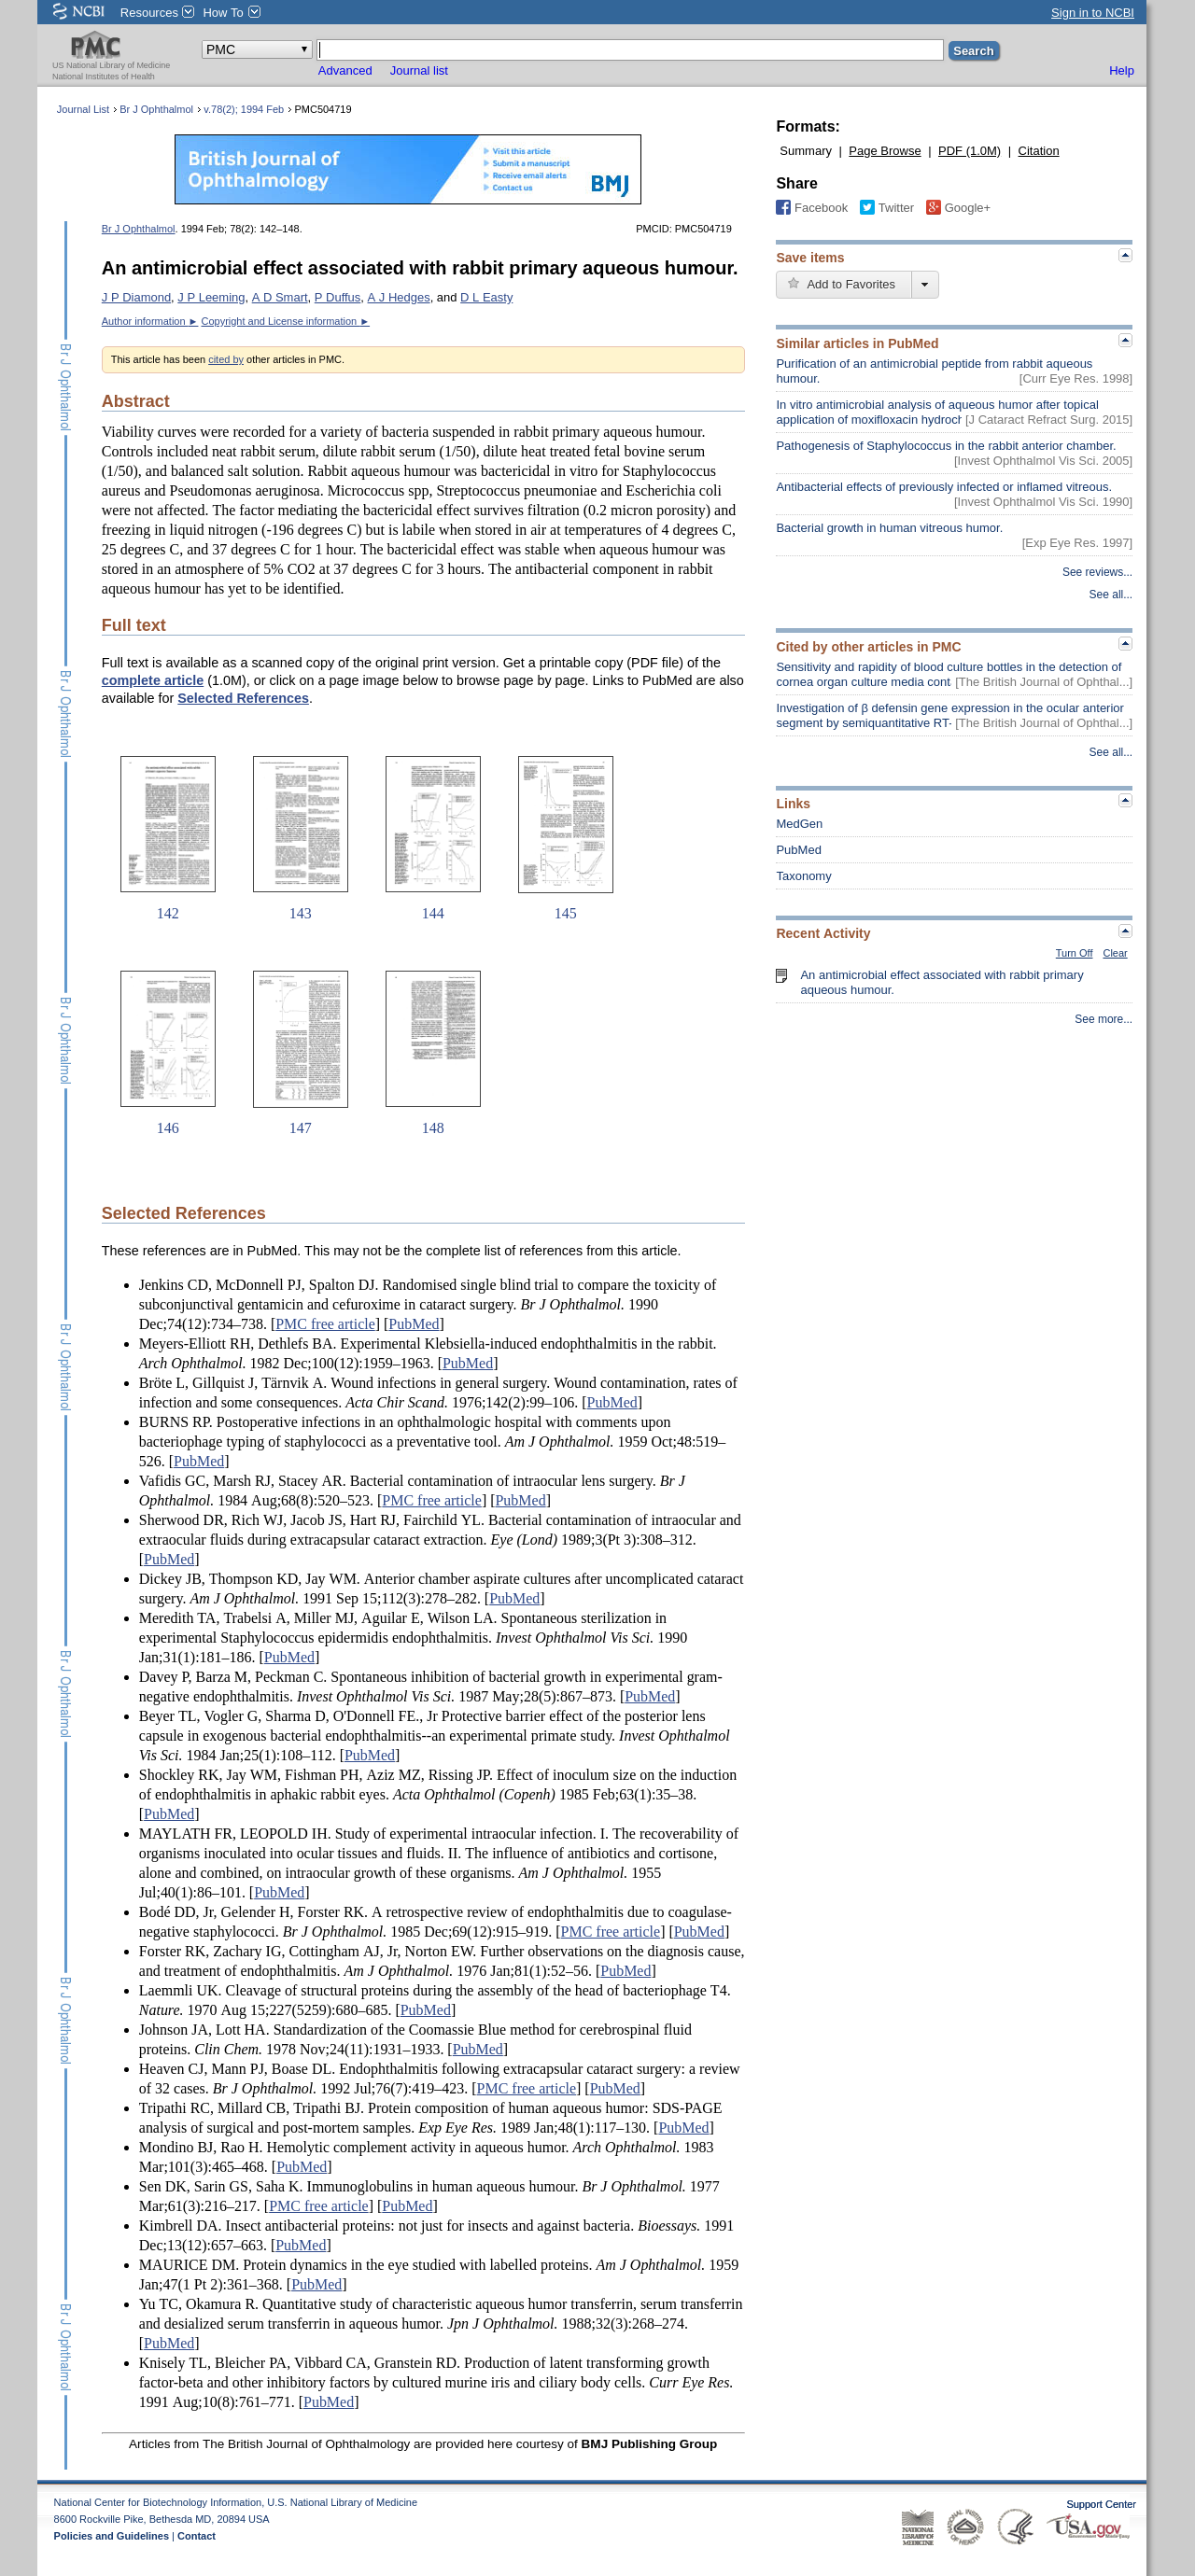 NCBI Resources How To Sign in to NCBI
PMC
US National Library of Medicine
National Institutes of Health
PMC
Search
Advanced Journal list
Help
Journal List > Br J Ophthalmol > v.78(2); 1994 Feb > PMC504719
British Journal of
Ophthalmology
Visit this article
Submit a manuscript
Receive email alerts
Contact us
BMJ
Br J Ophthalmol. 1994 Feb; 78(2): 142–148. PMCID: PMC504719
An antimicrobial effect associated with rabbit primary aqueous humour.
J P Diamond, J P Leeming, A D Smart, P Duffus, A J Hedges, and D L Easty
Author information ► Copyright and License information ►
This article has been cited by other articles in PMC.
Abstract
Viability curves were recorded for a variety of bacteria suspended in rabbit primary aqueous humour.
Controls included neat rabbit serum, dilute rabbit serum (1/50), dilute heat treated fetal bovine serum
(1/50), and balanced salt solution. Rabbit aqueous humour was bactericidal in vitro for Staphylococcus
aureus and Pseudomonas aeruginosa. Micrococcus spp, Streptococcus pneumoniae and Escherichia coli
were not affected. The factor mediating the bactericidal effect survives filtration (0.2 micron porosity) and
freezing in liquid nitrogen (-196 degrees C) but is labile when stored in air at temperatures of 4 degrees C,
25 degrees C, and 37 degrees C for 1 hour. The bactericidal effect was stable when aqueous humour was
stored in an atmosphere of 5% CO2 at 37 degrees C for 3 hours. The antibacterial component in rabbit
aqueous humour has yet to be identified.
Full text
Full text is available as a scanned copy of the original print version. Get a printable copy (PDF file) of the
complete article (1.0M), or click on a page image below to browse page by page. Links to PubMed are also
available for Selected References.
142 143 144 145
146 147 148
Selected References
These references are in PubMed. This may not be the complete list of references from this article.
• Jenkins CD, McDonnell PJ, Spalton DJ. Randomised single blind trial to compare the toxicity of
subconjunctival gentamicin and cefuroxime in cataract surgery. Br J Ophthalmol. 1990
Dec;74(12):734–738. [PMC free article] [PubMed]
• Meyers-Elliott RH, Dethlefs BA. Experimental Klebsiella-induced endophthalmitis in the rabbit.
Arch Ophthalmol. 1982 Dec;100(12):1959–1963. [PubMed]
• Bröte L, Gillquist J, Tärnvik A. Wound infections in general surgery. Wound contamination, rates of
infection and some consequences. Acta Chir Scand. 1976;142(2):99–106. [PubMed]
• BURNS RP. Postoperative infections in an ophthalmologic hospital with comments upon
bacteriophage typing of staphylococci as a preventative tool. Am J Ophthalmol. 1959 Oct;48:519–
526. [PubMed]
• Vafidis GC, Marsh RJ, Stacey AR. Bacterial contamination of intraocular lens surgery. Br J
Ophthalmol. 1984 Aug;68(8):520–523. [PMC free article] [PubMed]
• Sherwood DR, Rich WJ, Jacob JS, Hart RJ, Fairchild YL. Bacterial contamination of intraocular and
extraocular fluids during extracapsular cataract extraction. Eye (Lond) 1989;3(Pt 3):308–312.
[PubMed]
• Dickey JB, Thompson KD, Jay WM. Anterior chamber aspirate cultures after uncomplicated cataract
surgery. Am J Ophthalmol. 1991 Sep 15;112(3):278–282. [PubMed]
• Meredith TA, Trabelsi A, Miller MJ, Aguilar E, Wilson LA. Spontaneous sterilization in
experimental Staphylococcus epidermidis endophthalmitis. Invest Ophthalmol Vis Sci. 1990
Jan;31(1):181–186. [PubMed]
• Davey P, Barza M, Peckman C. Spontaneous inhibition of bacterial growth in experimental gram-
negative endophthalmitis. Invest Ophthalmol Vis Sci. 1987 May;28(5):867–873. [PubMed]
• Beyer TL, Vogler G, Sharma D, O'Donnell FE., Jr Protective barrier effect of the posterior lens
capsule in exogenous bacterial endophthalmitis--an experimental primate study. Invest Ophthalmol
Vis Sci. 1984 Jan;25(1):108–112. [PubMed]
• Shockley RK, Jay WM, Fishman PH, Aziz MZ, Rissing JP. Effect of inoculum size on the induction
of endophthalmitis in aphakic rabbit eyes. Acta Ophthalmol (Copenh) 1985 Feb;63(1):35–38.
[PubMed]
• MAYLATH FR, LEOPOLD IH. Study of experimental intraocular infection. I. The recoverability of
organisms inoculated into ocular tissues and fluids. II. The influence of antibiotics and cortisone,
alone and combined, on intraocular growth of these organisms. Am J Ophthalmol. 1955
Jul;40(1):86–101. [PubMed]
• Bodé DD, Jr, Gelender H, Forster RK. A retrospective review of endophthalmitis due to coagulase-
negative staphylococci. Br J Ophthalmol. 1985 Dec;69(12):915–919. [PMC free article] [PubMed]
• Forster RK, Zachary IG, Cottingham AJ, Jr, Norton EW. Further observations on the diagnosis cause,
and treatment of endophthalmitis. Am J Ophthalmol. 1976 Jan;81(1):52–56. [PubMed]
• Laemmli UK. Cleavage of structural proteins during the assembly of the head of bacteriophage T4.
Nature. 1970 Aug 15;227(5259):680–685. [PubMed]
• Johnson JA, Lott HA. Standardization of the Coomassie Blue method for cerebrospinal fluid
proteins. Clin Chem. 1978 Nov;24(11):1931–1933. [PubMed]
• Heaven CJ, Mann PJ, Boase DL. Endophthalmitis following extracapsular cataract surgery: a review
of 32 cases. Br J Ophthalmol. 1992 Jul;76(7):419–423. [PMC free article] [PubMed]
• Tripathi RC, Millard CB, Tripathi BJ. Protein composition of human aqueous humor: SDS-PAGE
analysis of surgical and post-mortem samples. Exp Eye Res. 1989 Jan;48(1):117–130. [PubMed]
• Mondino BJ, Rao H. Hemolytic complement activity in aqueous humor. Arch Ophthalmol. 1983
Mar;101(3):465–468. [PubMed]
• Sen DK, Sarin GS, Saha K. Immunoglobulins in human aqueous humour. Br J Ophthalmol. 1977
Mar;61(3):216–217. [PMC free article] [PubMed]
• Kimbrell DA. Insect antibacterial proteins: not just for insects and against bacteria. Bioessays. 1991
Dec;13(12):657–663. [PubMed]
• MAURICE DM. Protein dynamics in the eye studied with labelled proteins. Am J Ophthalmol. 1959
Jan;47(1 Pt 2):361–368. [PubMed]
• Yu TC, Okamura R. Quantitative study of characteristic aqueous humor transferrin, serum transferrin
and desialized serum transferrin in aqueous humor. Jpn J Ophthalmol. 1988;32(3):268–274.
[PubMed]
• Knisely TL, Bleicher PA, Vibbard CA, Granstein RD. Production of latent transforming growth
factor-beta and other inhibitory factors by cultured murine iris and ciliary body cells. Curr Eye Res.
1991 Aug;10(8):761–771. [PubMed]
Articles from The British Journal of Ophthalmology are provided here courtesy of BMJ Publishing Group
Br J Ophthalmol
Br J Ophthalmol
Br J Ophthalmol
Br J Ophthalmol
Br J Ophthalmol
Br J Ophthalmol
Br J Ophthalmol
Formats:
Summary | Page Browse | PDF (1.0M) | Citation
Share
Facebook Twitter Google+
Save items
Add to Favorites
Similar articles in PubMed
Purification of an antimicrobial peptide from rabbit aqueous
humour. [Curr Eye Res. 1998]
In vitro antimicrobial analysis of aqueous humor after topical
application of moxifloxacin hydroch [J Cataract Refract Surg. 2015]
Pathogenesis of Staphylococcus in the rabbit anterior chamber.
[Invest Ophthalmol Vis Sci. 2005]
Antibacterial effects of previously infected or inflamed vitreous.
[Invest Ophthalmol Vis Sci. 1990]
Bacterial growth in human vitreous humor.
[Exp Eye Res. 1997]
See reviews...
See all...
Cited by other articles in PMC
Sensitivity and rapidity of blood culture bottles in the detection of
cornea organ culture media cont [The British Journal of Ophthal...]
Investigation of β defensin gene expression in the ocular anterior
segment by semiquantitative RT- [The British Journal of Ophthal...]
See all...
Links
MedGen
PubMed
Taxonomy
Recent Activity
Turn Off Clear
An antimicrobial effect associated with rabbit primary
aqueous humour.
See more...
National Center for Biotechnology Information, U.S. National Library of Medicine
8600 Rockville Pike, Bethesda MD, 20894 USA
Policies and Guidelines | Contact
Support Center
NATIONAL
LIBRARY OF
MEDICINE
NATIONAL INSTITUTES OF HEALTH
USA.gov